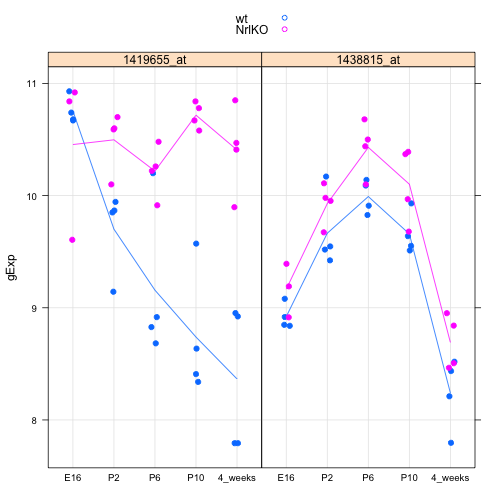 wt
NrlKO
1419655_at
1438815_at
gExp
11
10
9
8
E16
P2
P6
P10
4_weeks
E16
P2
P6
P10
4_weeks